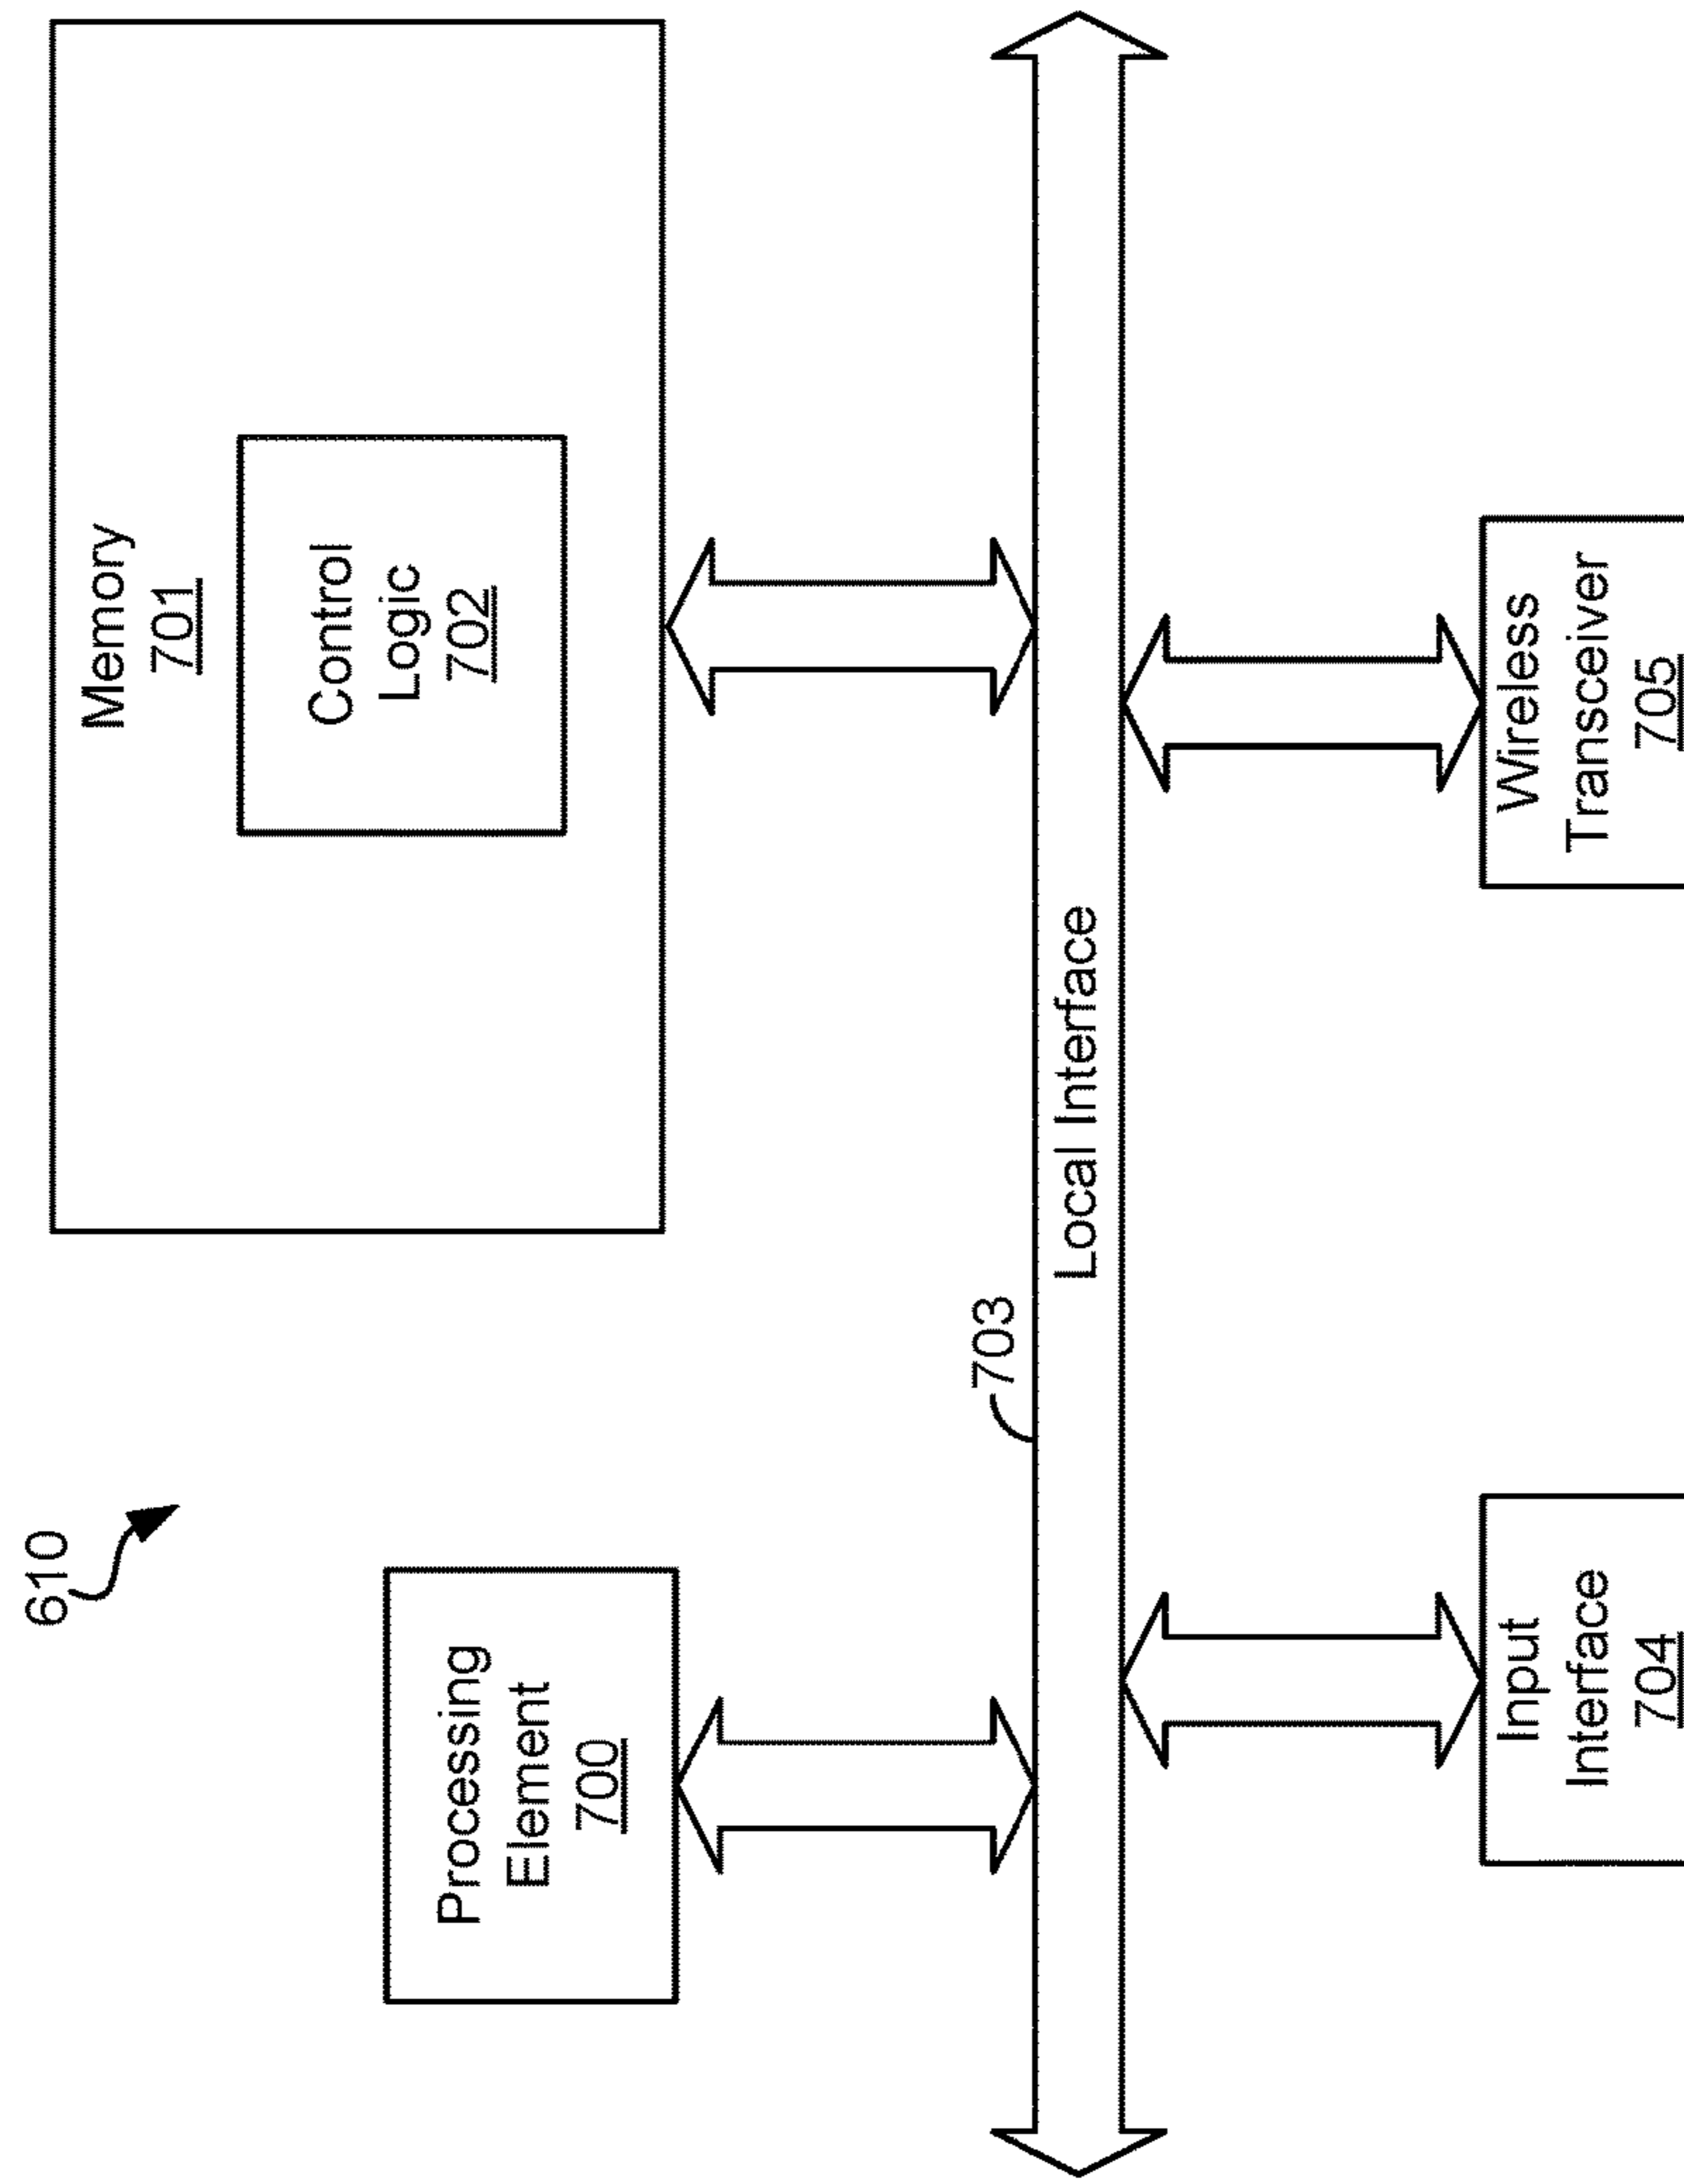 610
Processing
Element
700
Memory
701
Control
Logic
702
703
Local Interface
Input
Interface
704
Wireless
Transceiver
705